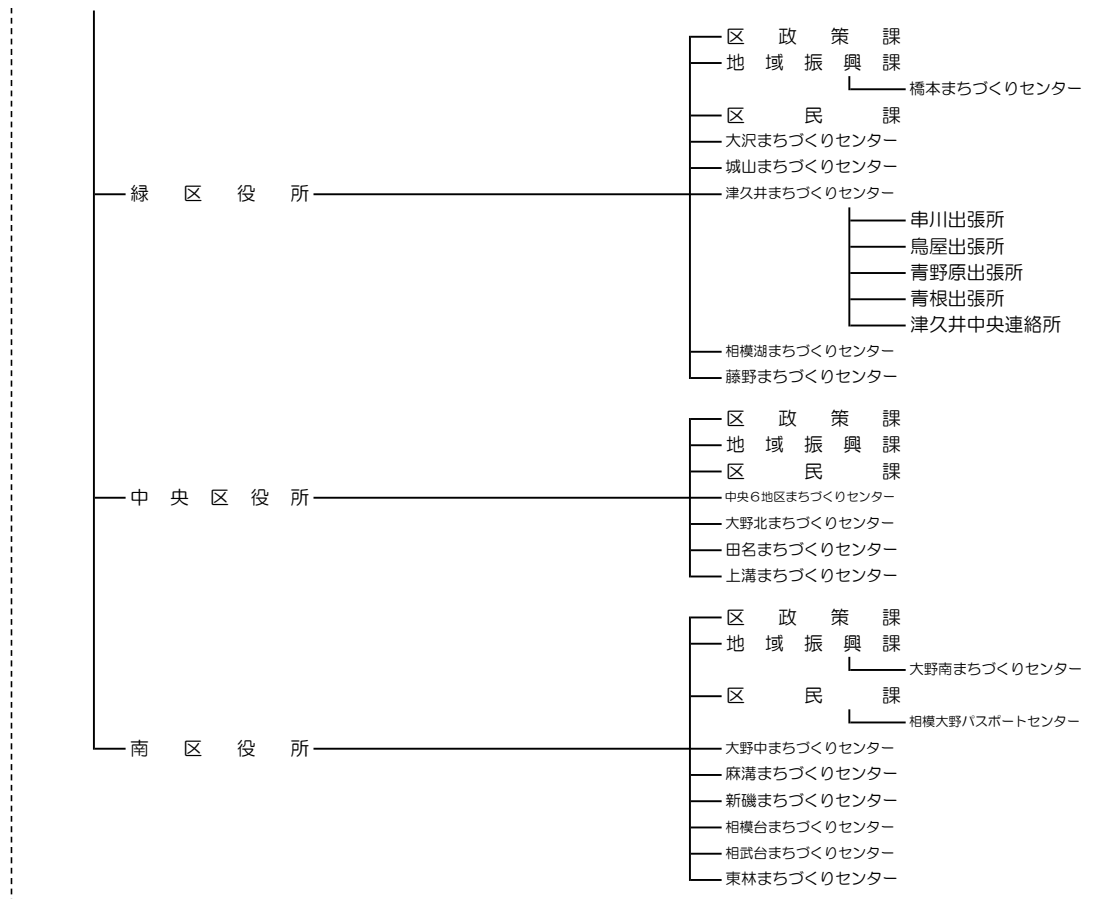 区政策課
地域振興課
橋本まちづくりセンター
区民課
大沢まちづくりセンター
城山まちづくりセンター
緑区役所
津久井まちづくりセンター
串川出張所
鳥屋出張所
青野原出張所
青根出張所
津久井中央連絡所
相模湖まちづくりセンター
藤野まちづくりセンター
区政策課
地域振興課
区民課
中央区役所
中央6地区まちづくりセンター
大野北まちづくりセンター
田名まちづくりセンター
上溝まちづくりセンター
区政策課
地域振興課
大野南まちづくりセンター
区民課
相模大野パスポートセンター
南区役所
大野中まちづくりセンター
麻溝まちづくりセンター
新磯まちづくりセンター
相模台まちづくりセンター
相武台まちづくりセンター
東林まちづくりセンター